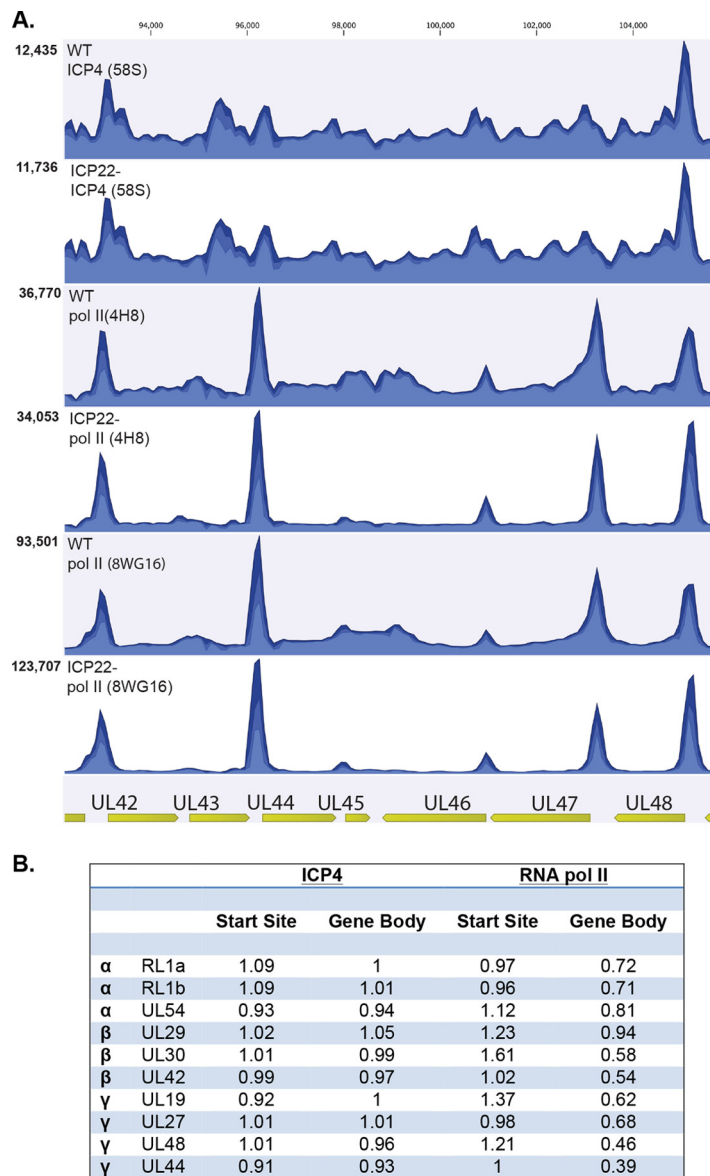 A.
94,000 96,000 98,000 100,000 102,000 104,000
12,435
WT
ICP4 (58S)
11,736
ICP22-
ICP4 (58S)
36,770
WT
pol II(4H8)
34,053
ICP22-
pol II (4H8)
93,501
WT
pol II (8WG16)
123,707
ICP22-
pol II (8WG16)
UL42 UL43 UL44 UL45 UL46 UL47 UL48
B.
ICP4 RNA pol II
Start Site Gene Body Start Site Gene Body
α RL1a 1.09 1 0.97 0.72
α RL1b 1.09 1.01 0.96 0.71
α UL54 0.93 0.94 1.12 0.81
β UL29 1.02 1.05 1.23 0.94
β UL30 1.01 0.99 1.61 0.58
β UL42 0.99 0.97 1.02 0.54
γ UL19 0.92 1 1.37 0.62
γ UL27 1.01 1.01 0.98 0.68
γ UL48 1.01 0.96 1.21 0.46
γ UL44 0.91 0.93 1 0.39